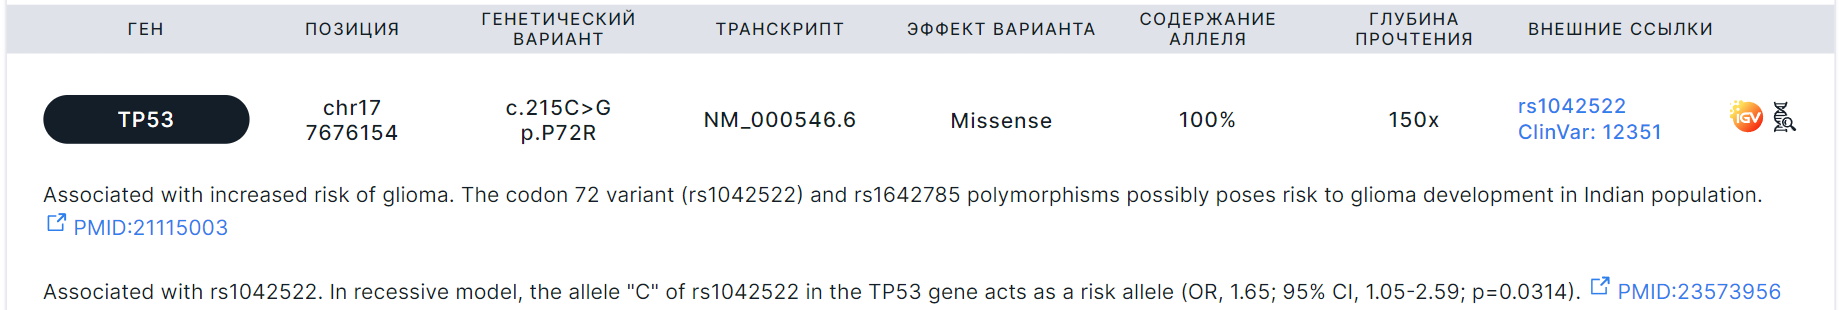 ГЕН ПОЗИЦИЯ ГЕНЕТИЧЕСКИЙ ВАРИАНТ ТРАНСКРИПТ ЭФФЕКТ ВАРИАНТА СОДЕРЖАНИЕ АЛЛЕЛЯ ГЛУБИНА ПРОЧТЕНИЯ ВНЕШНИЕ ССЫЛКИ
TP53
chr17
7676154
c.215C>G
p.P72R
NM_000546.6
Missense
100%
150x
rs1042522
ClinVar: 12351
IGV
Associated with increased risk of glioma. The codon 72 variant (rs1042522) and rs1642785 polymorphisms possibly poses risk to glioma development in Indian population.
PMID:21115003
Associated with rs1042522. In recessive model, the allele "C" of rs1042522 in the TP53 gene acts as a risk allele (OR, 1.65; 95% CI, 1.05-2.59; p=0.0314). PMID:23573956